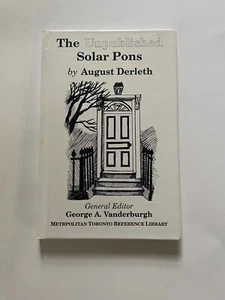 The Unpublished
Solar Pons
by August Derleth
General Editor
George A. Vanderburgh
Metropolitan Toronto Reference Library